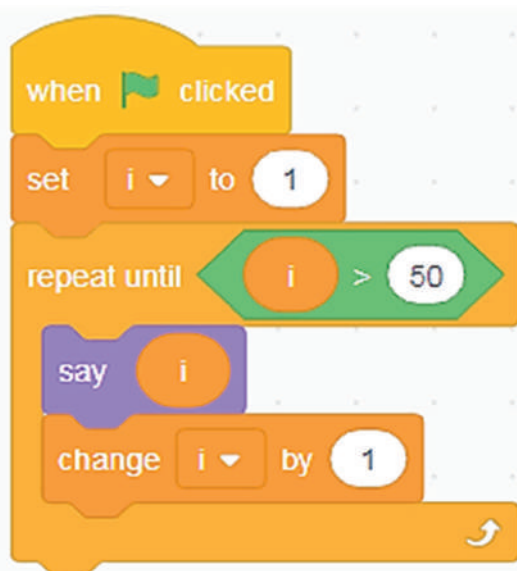 when clicked
set i to 1
repeat until i > 50
say i
change i by 1